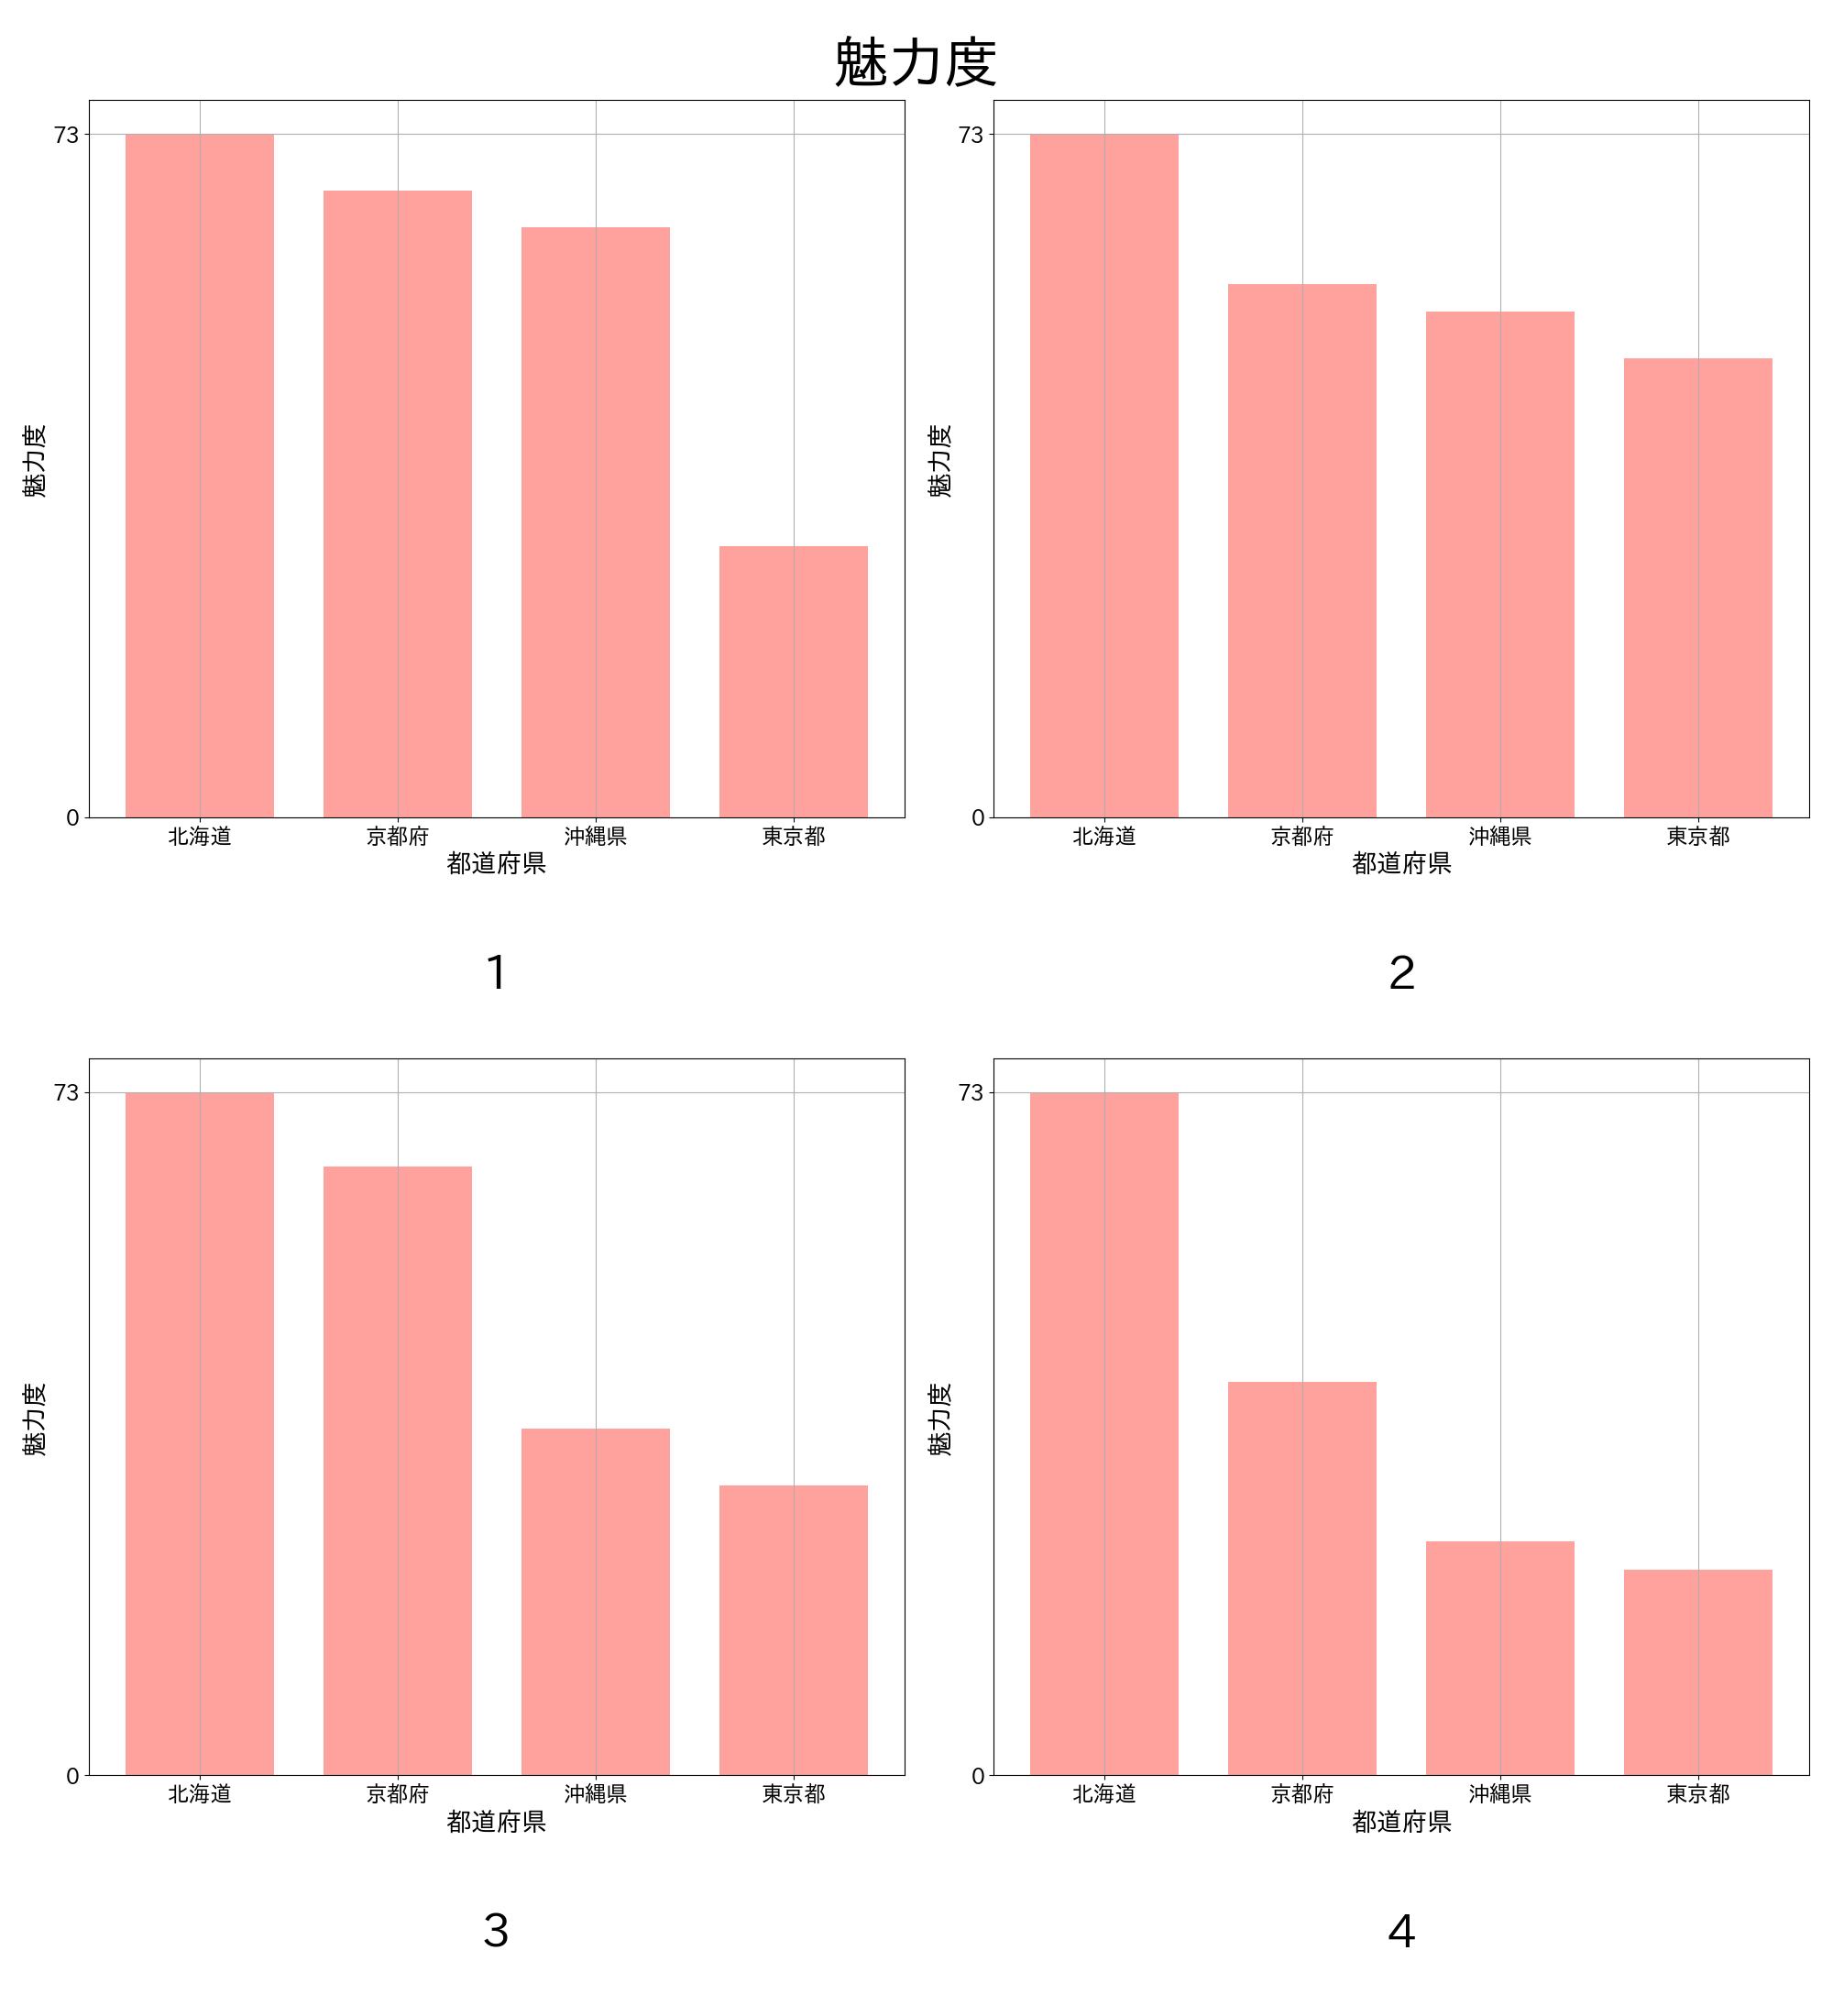 魅力度
73
0
魅力度
北海道 京都府 沖縄県 東京都
都道府県
1
73
0
魅力度
北海道 京都府 沖縄県 東京都
都道府県
2
73
0
魅力度
北海道 京都府 沖縄県 東京都
都道府県
3
73
0
魅力度
北海道 京都府 沖縄県 東京都
都道府県
4